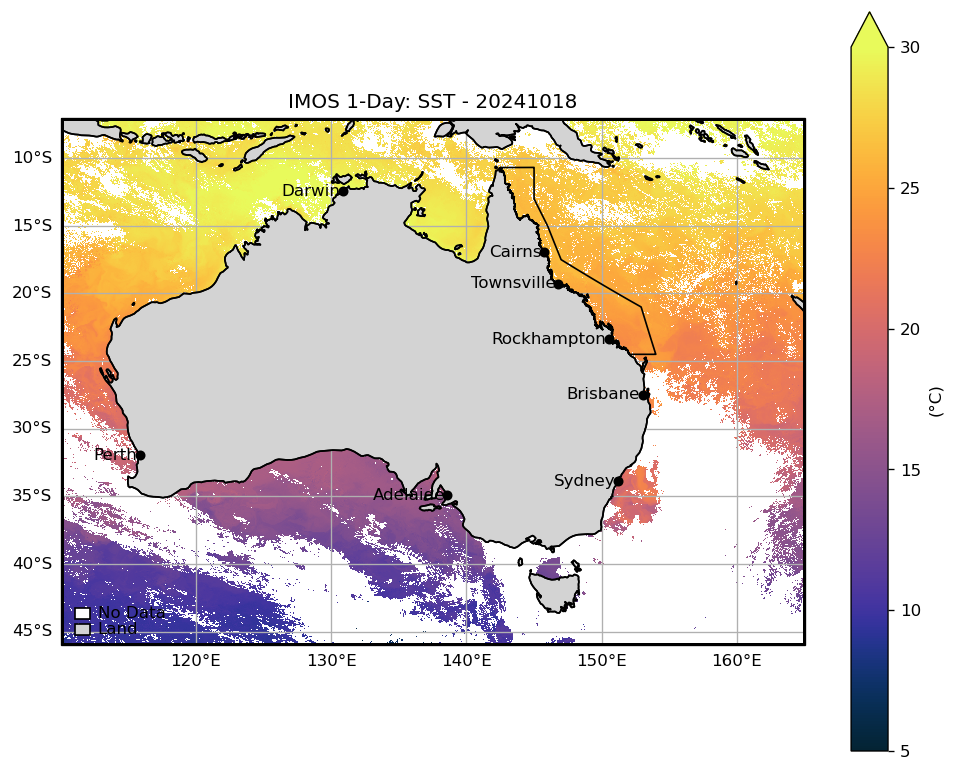 IMOS 1-Day: SST - 20241018
30
25
20
15
10
5
(°C)
10°S
15°S
20°S
25°S
30°S
35°S
40°S
45°S
Darwin
Cairns
Townsville
Rockhampton
Brisbane
Perth
Sydney
Adelaide
No Data
Land
120°E 130°E 140°E 150°E 160°E